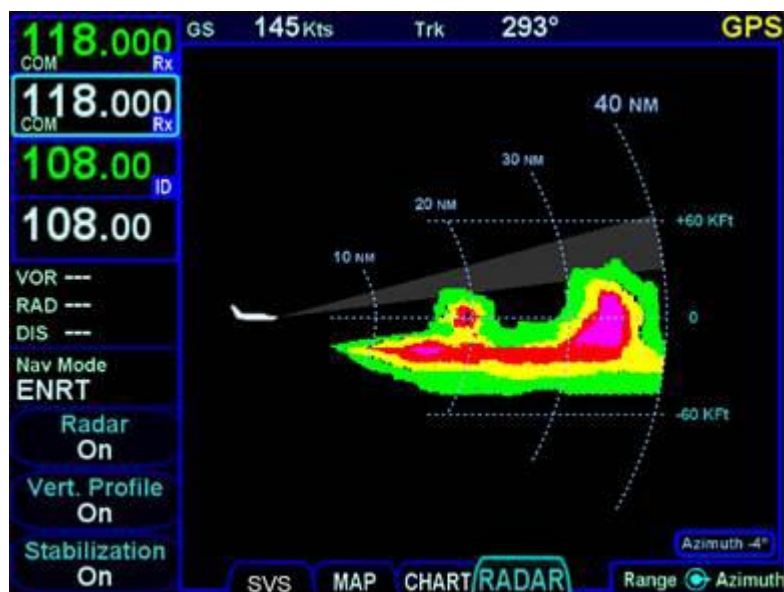 GS 145Kts Trk 293° GPS
118.000
COM Rx
118.000
COM Rx
108.00
ID
108.00
VOR ---
RAD ---
DIS ---
Nav Mode
ENRT
Radar
On
Vert. Profile
On
Stabilization
On
40 NM
30 NM
20 NM
10 NM
+60 KFt
0
-60 KFt
Azimuth -4°
SVS MAP CHART RADAR
Range Azimuth